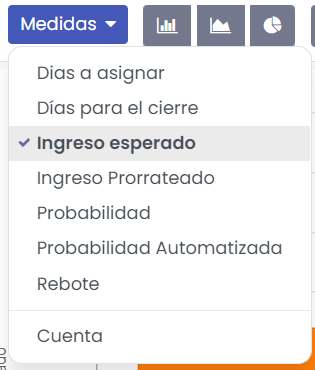 Medidas
Dias a asignar
Días para el cierre
Ingreso esperado
Ingreso Prorrateado
Probabilidad
Probabilidad Automatizada
Rebote
Cuenta